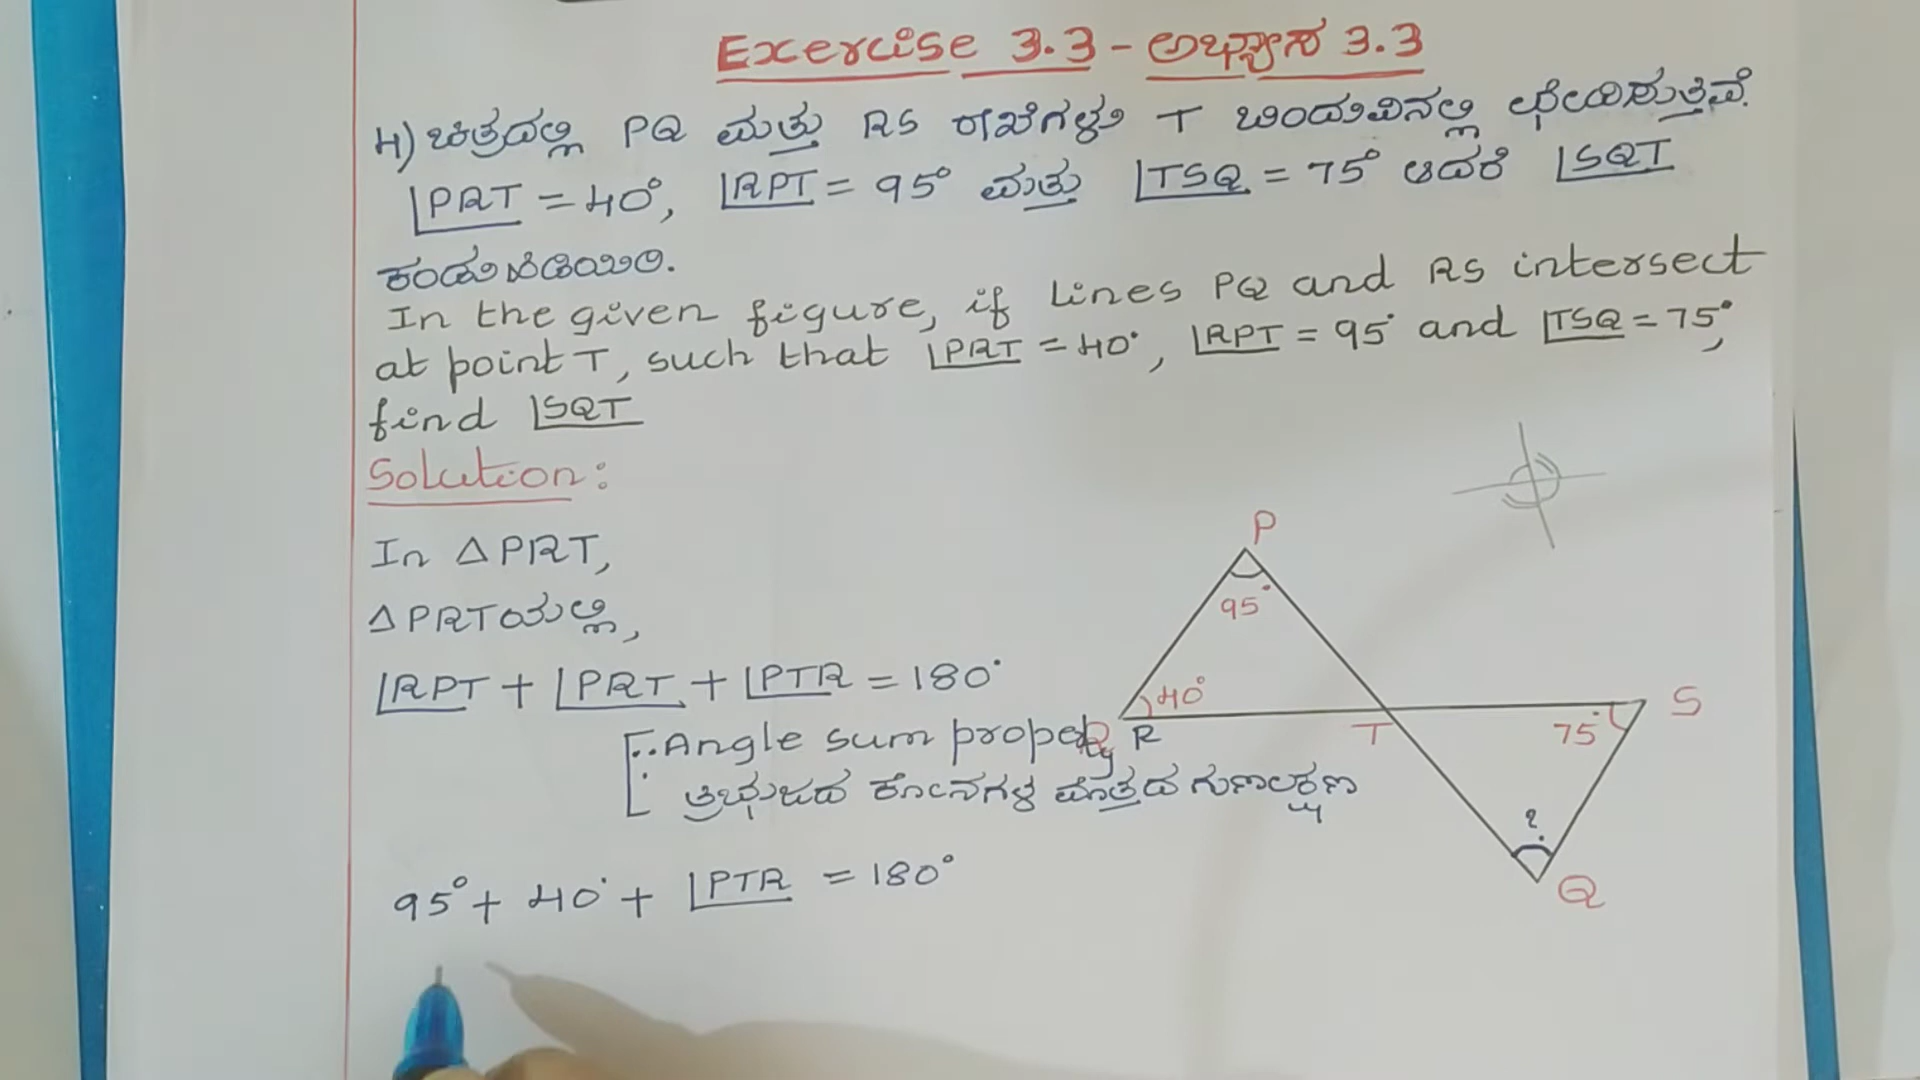 Exercise 3.3 - ಅಭ್ಯಾಸ 3.3
4) ಚಿತ್ರದಲ್ಲಿ PQ ಮತ್ತು RS ರೇಖೆಗಳು T ಬಿಂದುವಿನಲ್ಲಿ ಛೇದಿಸುತ್ತವೆ.
∠PRT = 40°, ∠RPT = 95° ಮತ್ತು ∠TSQ = 75° ಆದರೆ ∠SQT
ಕಂಡುಹಿಡಿಯಿರಿ.
In the given figure, if lines PQ and RS intersect
at point T, such that ∠PRT = 40°, ∠RPT = 95° and ∠TSQ = 75°,
find ∠SQT
Solution:
In △PRT,
△PRTಯಲ್ಲಿ,
∠RPT + ∠PRT + ∠PTR = 180°
[∵ Angle sum property
ತ್ರಿಭುಜದ ಕೋನಗಳ ಮೊತ್ತದ ಗುಣಲಕ್ಷಣ
95° + 40° + ∠PTR = 180°
P
95°
40°
R
T
75°
S
?
Q